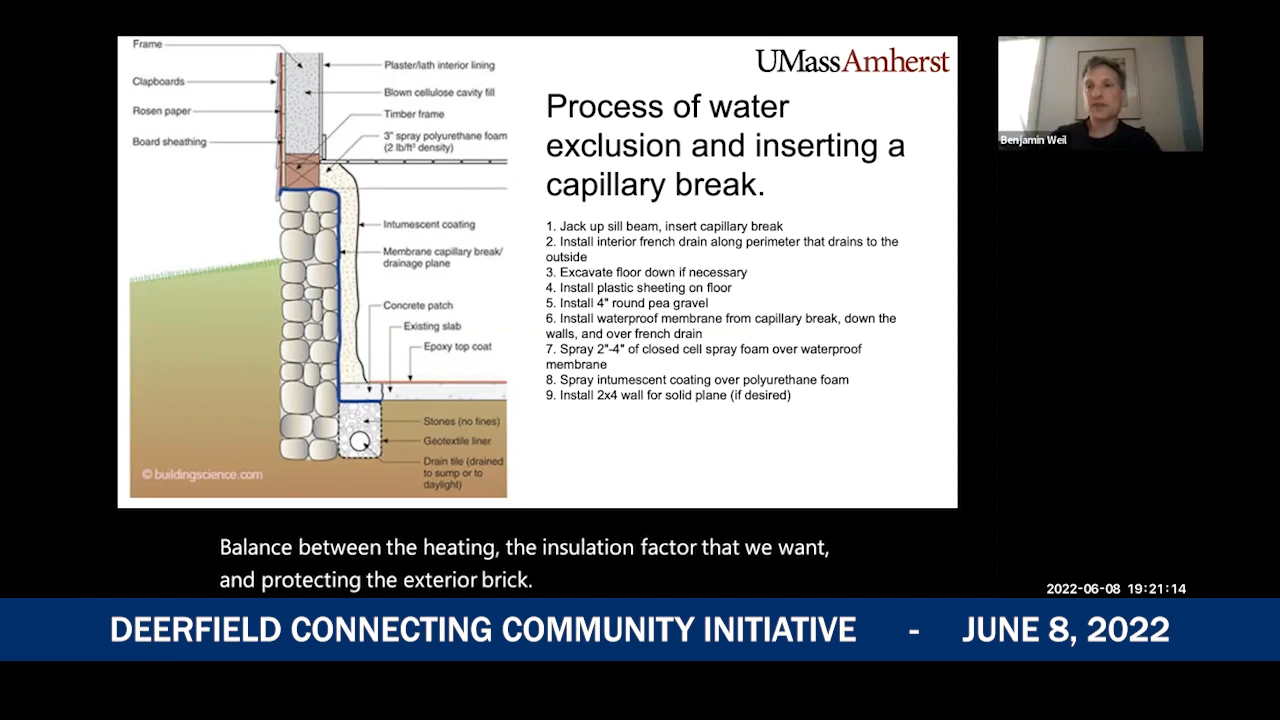 Frame
Clapboards
Rosen paper
Board sheathing
Plaster/lath interior lining
Blown cellulose cavity fill
Timber frame
3" spray polyurethane foam
(2 lb/ft³ density)
Intumescent coating
Membrane capillary break/
drainage plane
Concrete patch
Existing slab
Epoxy top coat
Stones (no fines)
Geotextile liner
Drain tile (drained
to sump or to
daylight)
© buildingscience.com
UMassAmherst
Process of water
exclusion and inserting a
capillary break.
1. Jack up sill beam, insert capillary break
2. Install interior french drain along perimeter that drains to the
outside
3. Excavate floor down if necessary
4. Install plastic sheeting on floor
5. Install 4" round pea gravel
6. Install waterproof membrane from capillary break, down the
walls, and over french drain
7. Spray 2"-4" of closed cell spray foam over waterproof
membrane
8. Spray intumescent coating over polyurethane foam
9. Install 2x4 wall for solid plane (if desired)
Benjamin Weil
Balance between the heating, the insulation factor that we want,
and protecting the exterior brick.
2022-06-08 19:21:14
DEERFIELD CONNECTING COMMUNITY INITIATIVE - JUNE 8, 2022